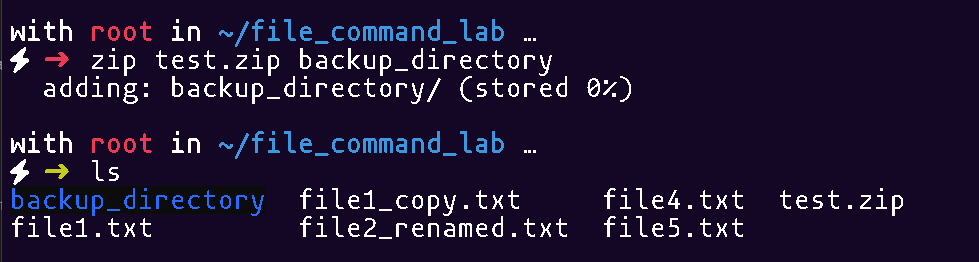 with root in ~/file_command_lab …
⚡ ➜ zip test.zip backup_directory
  adding: backup_directory/ (stored 0%)
with root in ~/file_command_lab …
⚡ ➜ ls
backup_directory  file1_copy.txt     file4.txt  test.zip
file1.txt         file2_renamed.txt  file5.txt